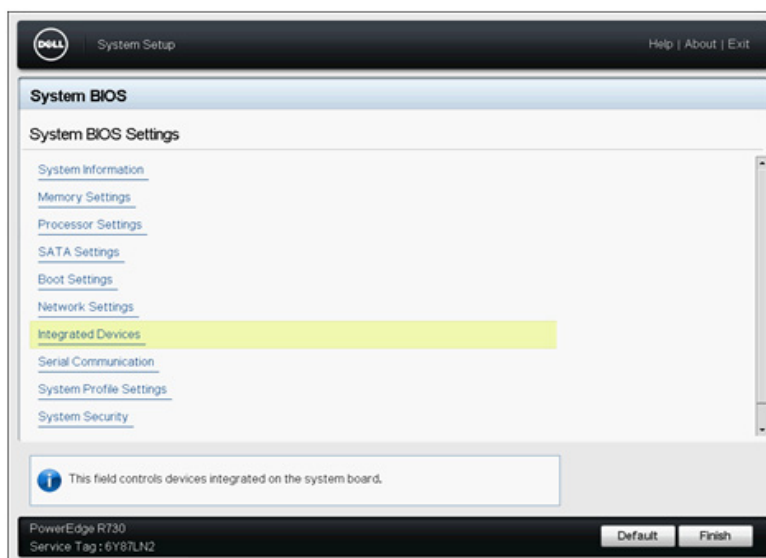 DELL
System Setup
Help | About | Exit
System BIOS
System BIOS Settings
System Information
Memory Settings
Processor Settings
SATA Settings
Boot Settings
Network Settings
Integrated Devices
Serial Communication
System Profile Settings
System Security
This field controls devices integrated on the system board.
PowerEdge R730
Service Tag : 6Y87LN2
Default
Finish